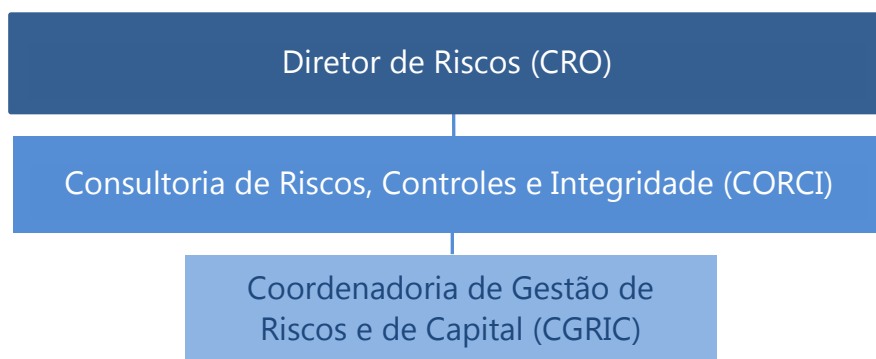 Diretor de Riscos (CRO)
Consultoria de Riscos, Controles e Integridade (CORCI)
Coordenadoria de Gestão de
Riscos e de Capital (CGRIC)